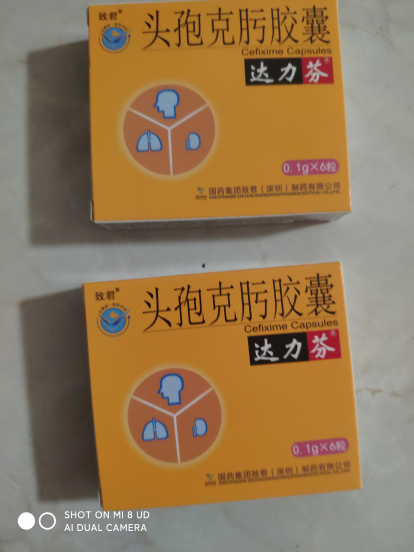 致君®
头孢克肟胶囊
Cefixime Capsules
达力芬®
0.1g×6粒
国药集团致君(深圳)制药有限公司
致君®
头孢克肟胶囊
Cefixime Capsules
达力芬®
0.1g×6粒
国药集团致君(深圳)制药有限公司
SHOT ON MI 8 UD
AI DUAL CAMERA